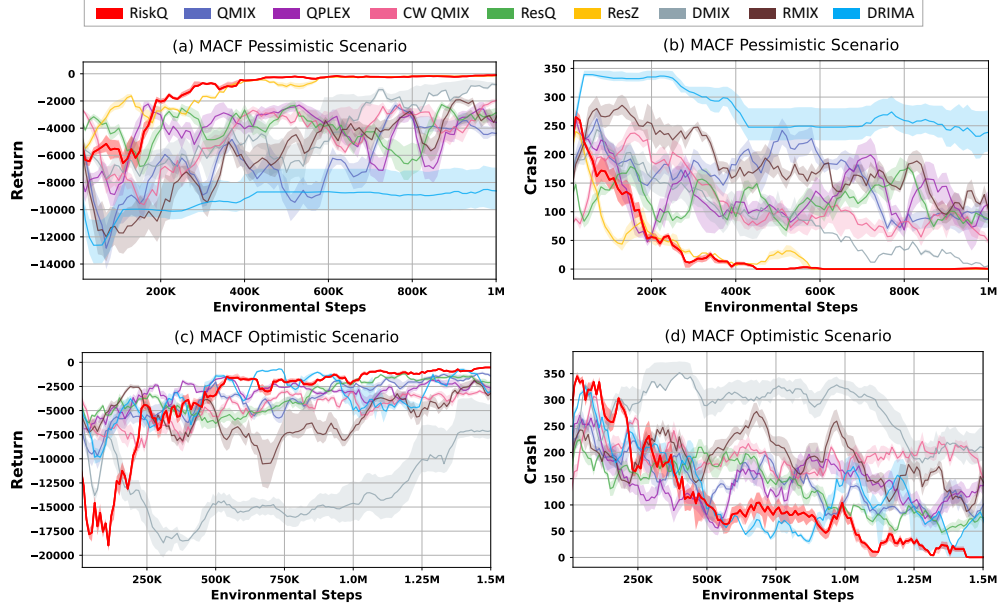 RiskQ QMIX QPLEX CW QMIX ResQ ResZ DMIX RMIX DRIMA
(a) MACF Pessimistic Scenario
0
−2000
−4000
−6000
−8000
−10000
−12000
−14000
Return
200K 400K 600K 800K 1M
Environmental Steps
(b) MACF Pessimistic Scenario
350
300
250
200
150
100
50
0
Crash
200K 400K 600K 800K 1M
Environmental Steps
(c) MACF Optimistic Scenario
0
−2500
−5000
−7500
−10000
−12500
−15000
−17500
−20000
Return
250K 500K 750K 1.0M 1.25M 1.5M
Environmental Steps
(d) MACF Optimistic Scenario
350
300
250
200
150
100
50
0
Crash
250K 500K 750K 1.0M 1.25M 1.5M
Environmental Steps